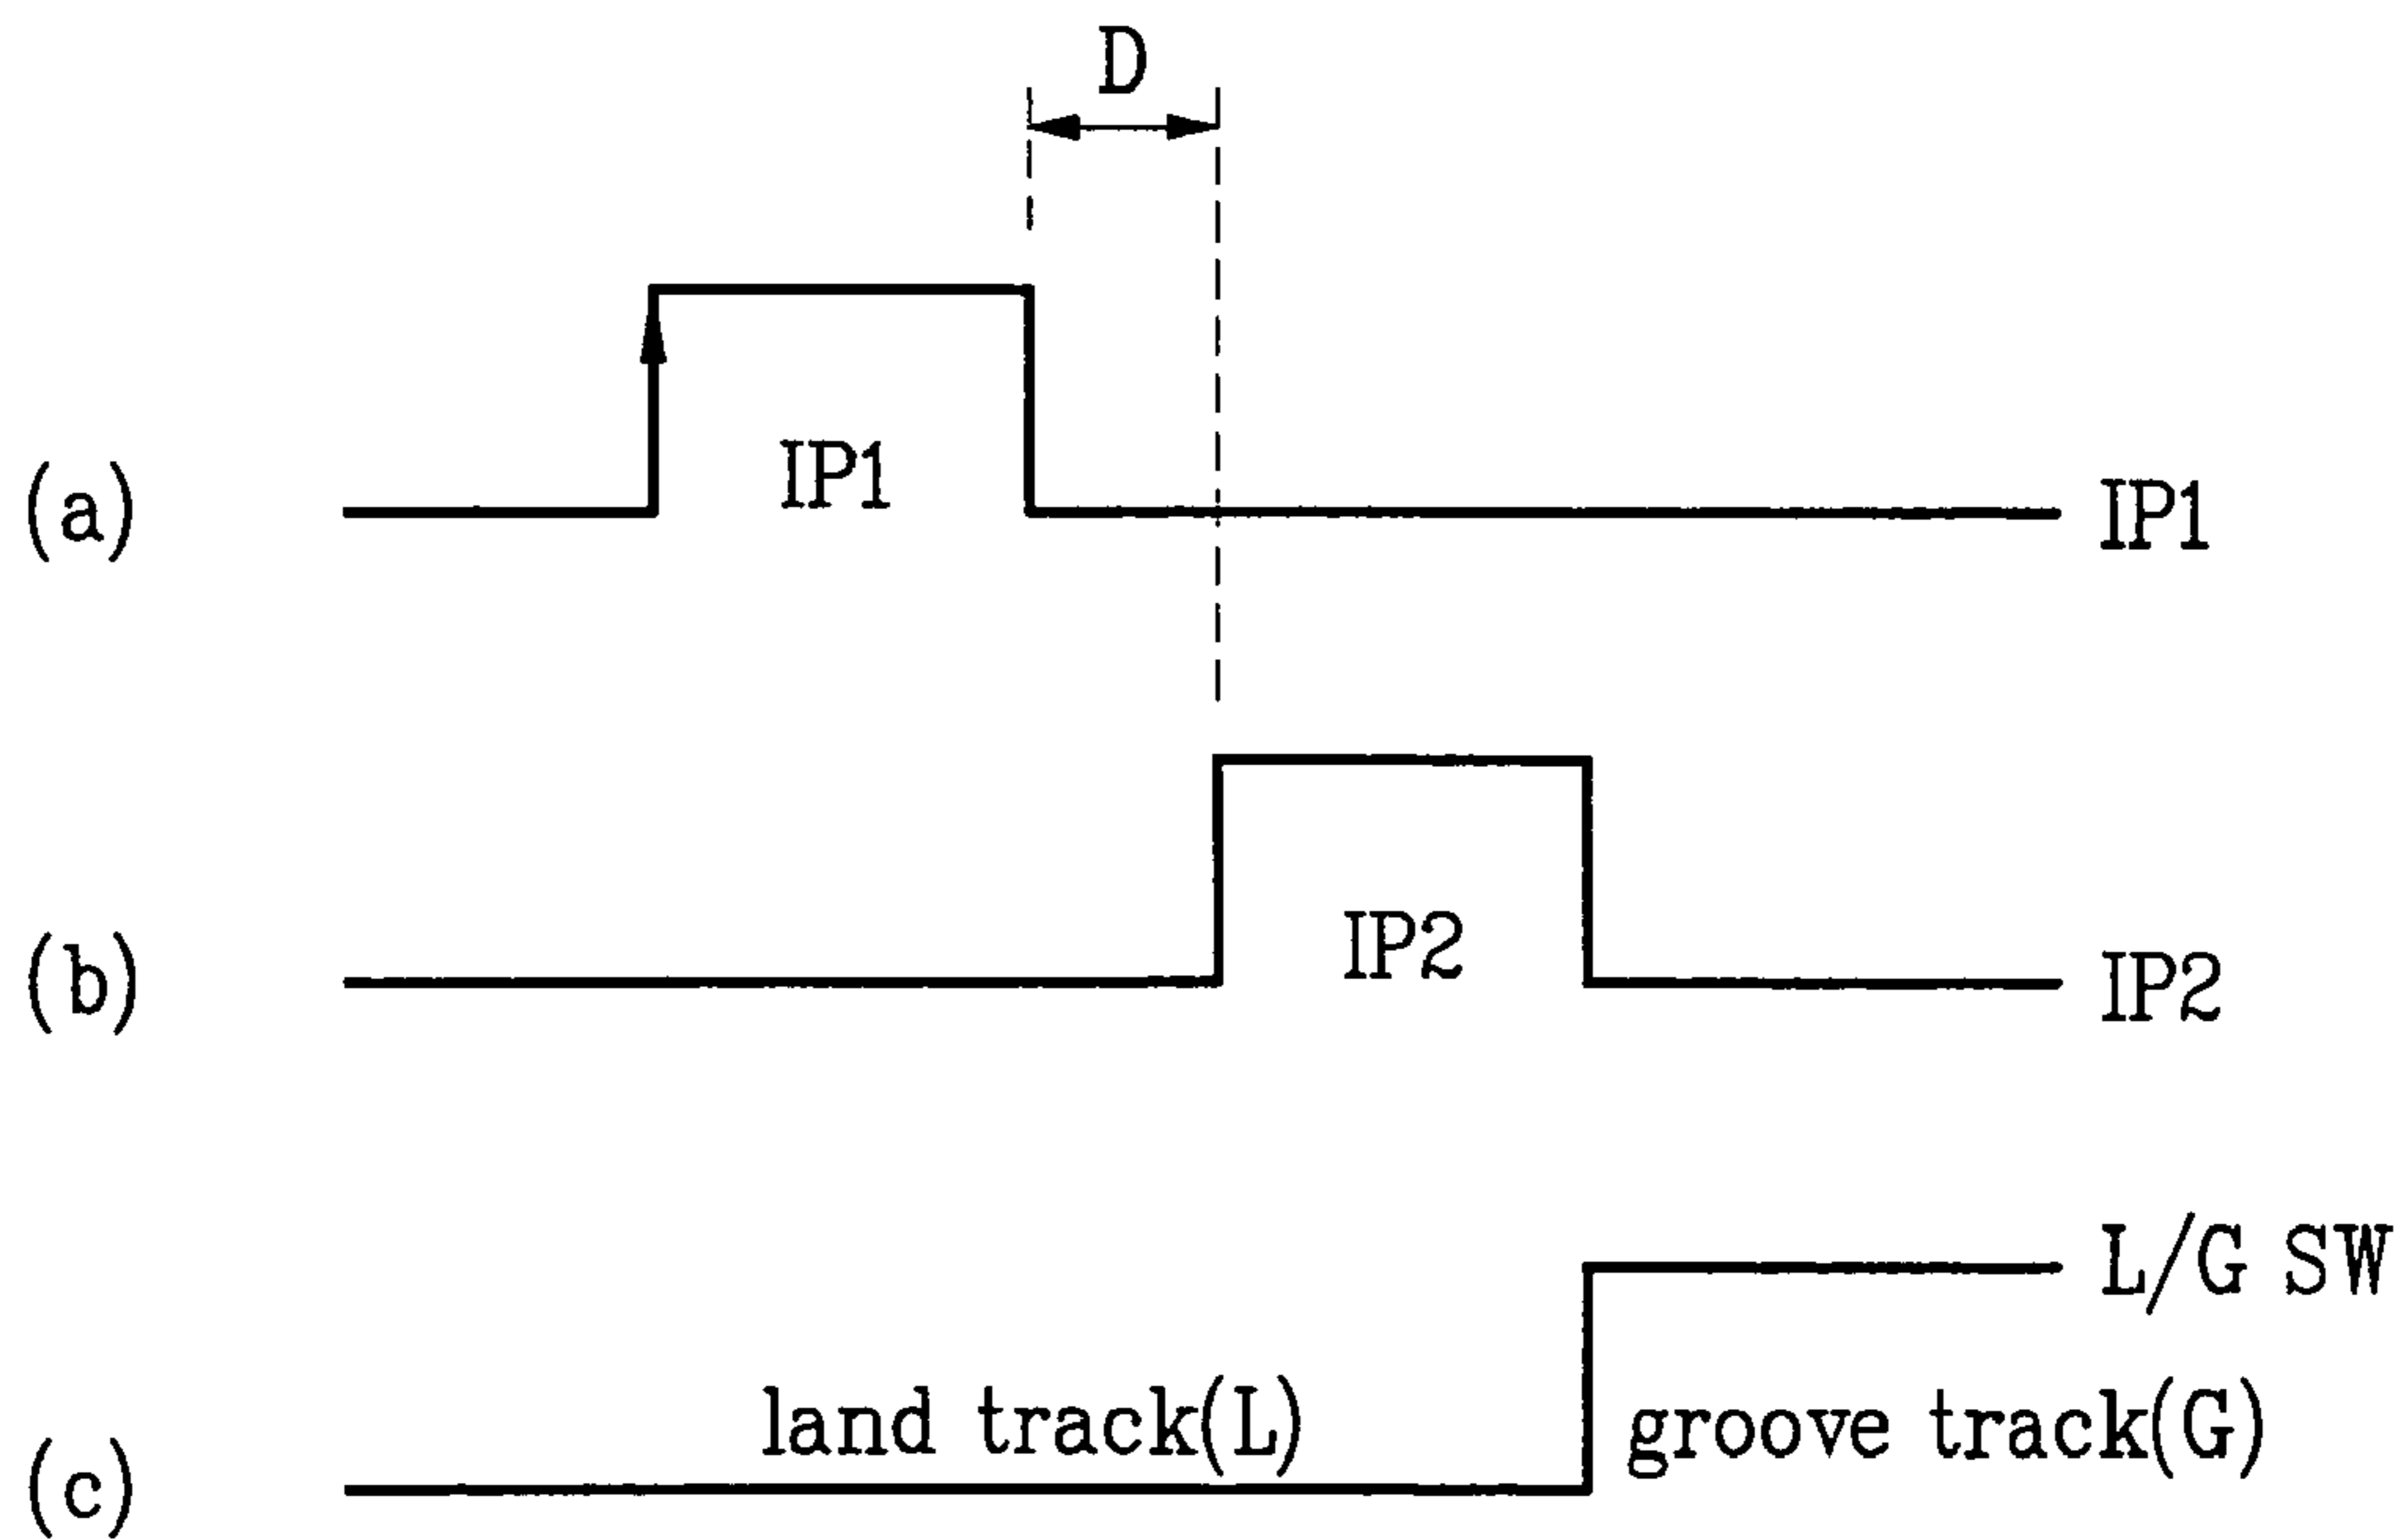 D
(a) IP1 IP1
(b) IP2 IP2
L/G SW
(c) land track(L) groove track(G)